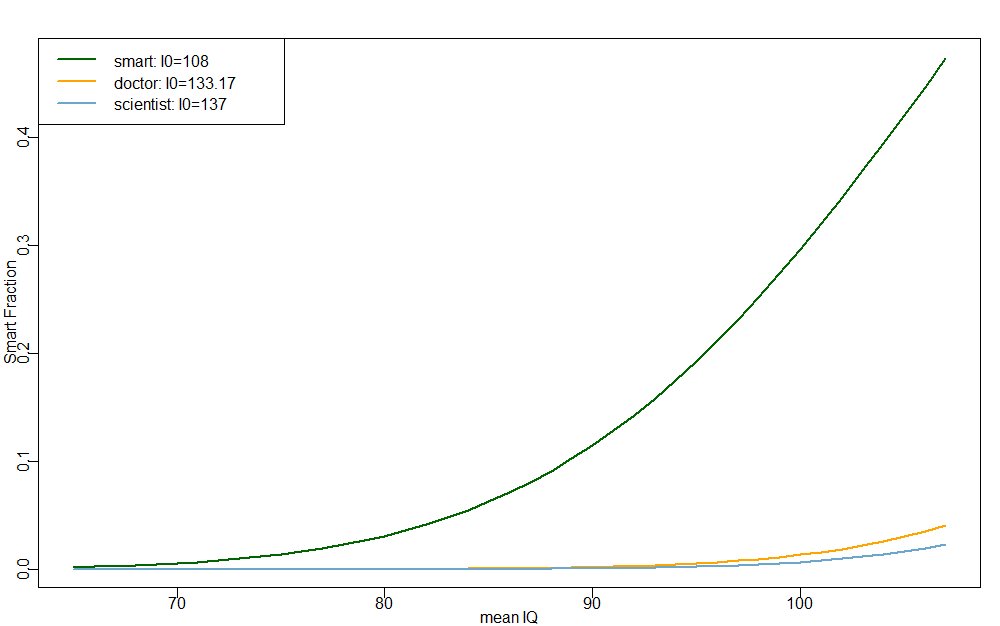 smart: I0=108
doctor: I0=133.17
scientist: I0=137
Smart Fraction
0,4
0,3
0,2
0,1
0,0
70 80 90 100
mean IQ